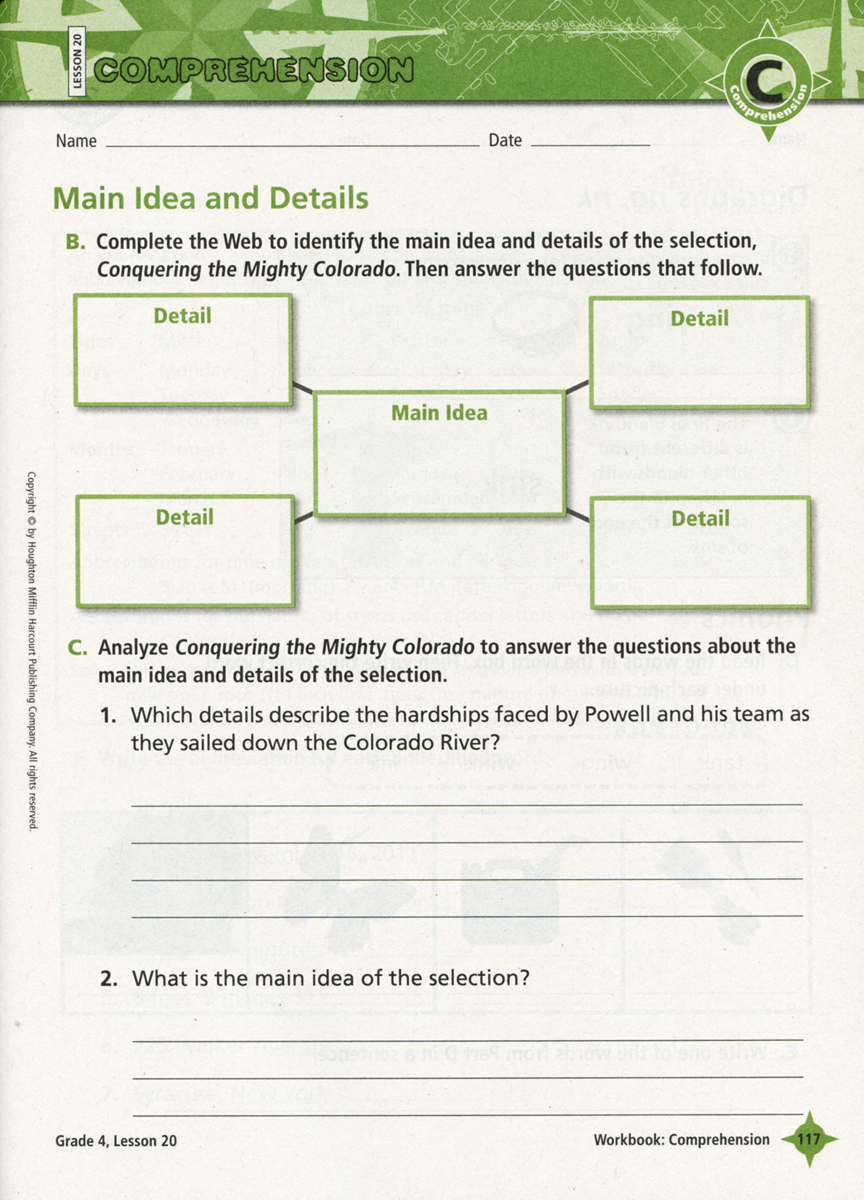 LESSON 20
COMPREHENSION
C
Comprehension
Name
Date
Main Idea and Details
B. Complete the Web to identify the main idea and details of the selection,
Conquering the Mighty Colorado. Then answer the questions that follow.
Detail
Detail
Main Idea
Detail
Detail
C. Analyze Conquering the Mighty Colorado to answer the questions about the
main idea and details of the selection.
1. Which details describe the hardships faced by Powell and his team as
they sailed down the Colorado River?
2. What is the main idea of the selection?
Copyright © by Houghton Mifflin Harcourt Publishing Company. All rights reserved.
Grade 4, Lesson 20
Workbook: Comprehension
117